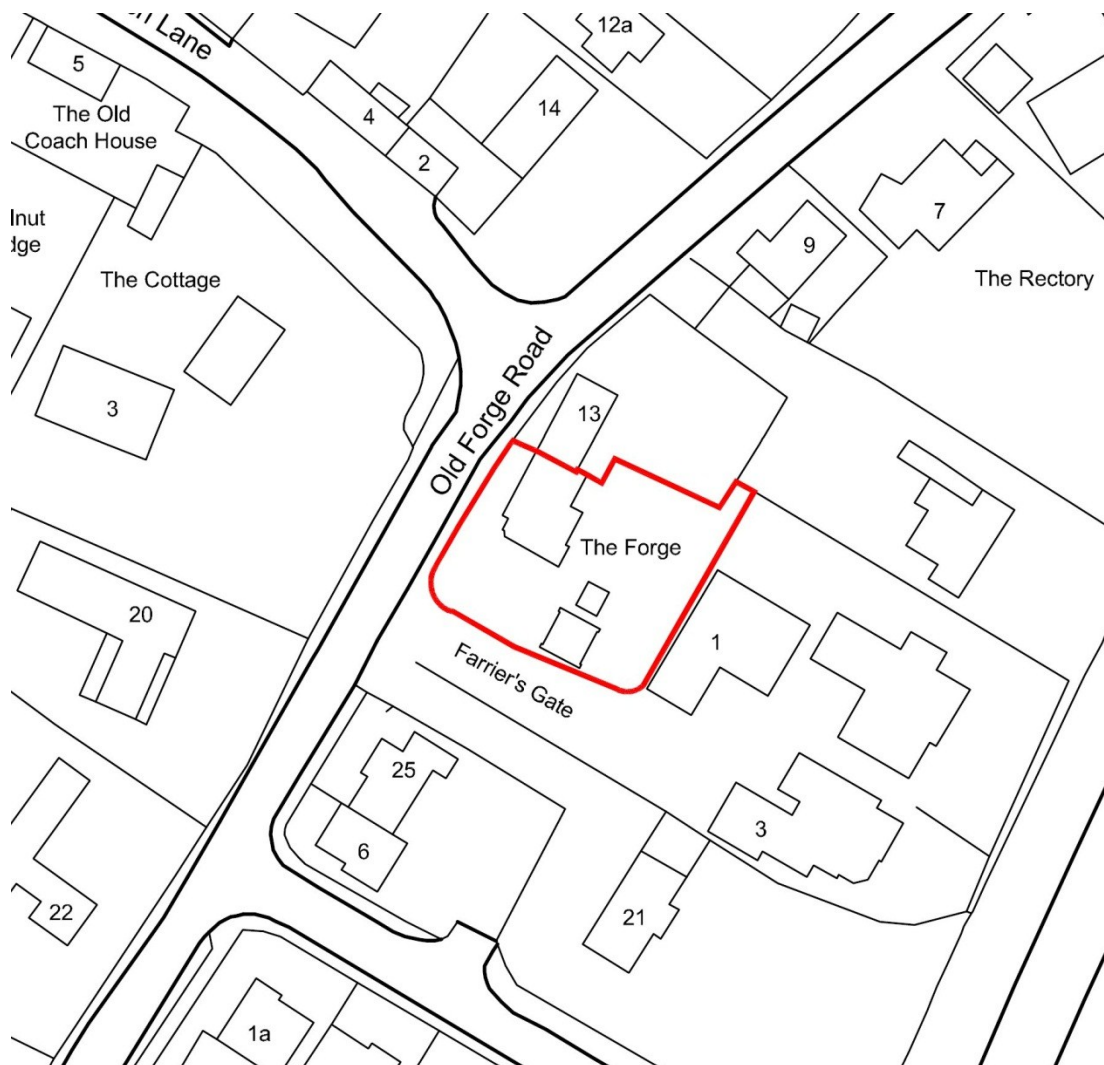 12a
5
Lane
The Old
Coach House
4
14
2
7
9
The Cottage
The Rectory
3
13
Old Forge Road
The Forge
20
1
Farrier's Gate
25
6
3
22
21
1a